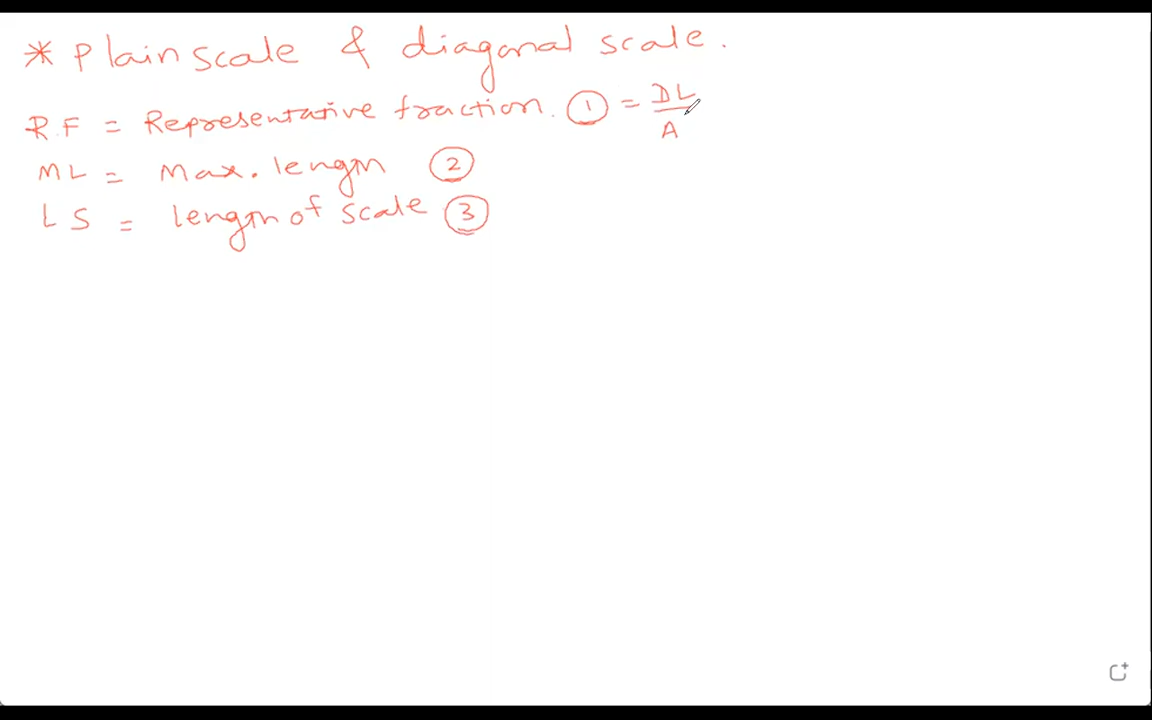 * Plain scale & diagonal scale.
R.F = Representative fraction. ① = DL/A
ML = Max. length ②
LS = length of scale ③